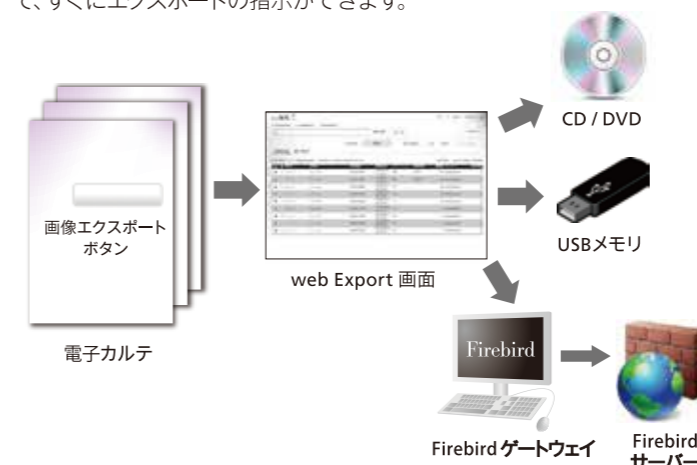 て、すぐにエクスポートの指示ができます。
CD / DVD
画像エクスポート
ボタン
USBメモリ
web Export 画面
電子カルテ
Firebird
Firebird ゲートウェイ
Firebird
サーバー